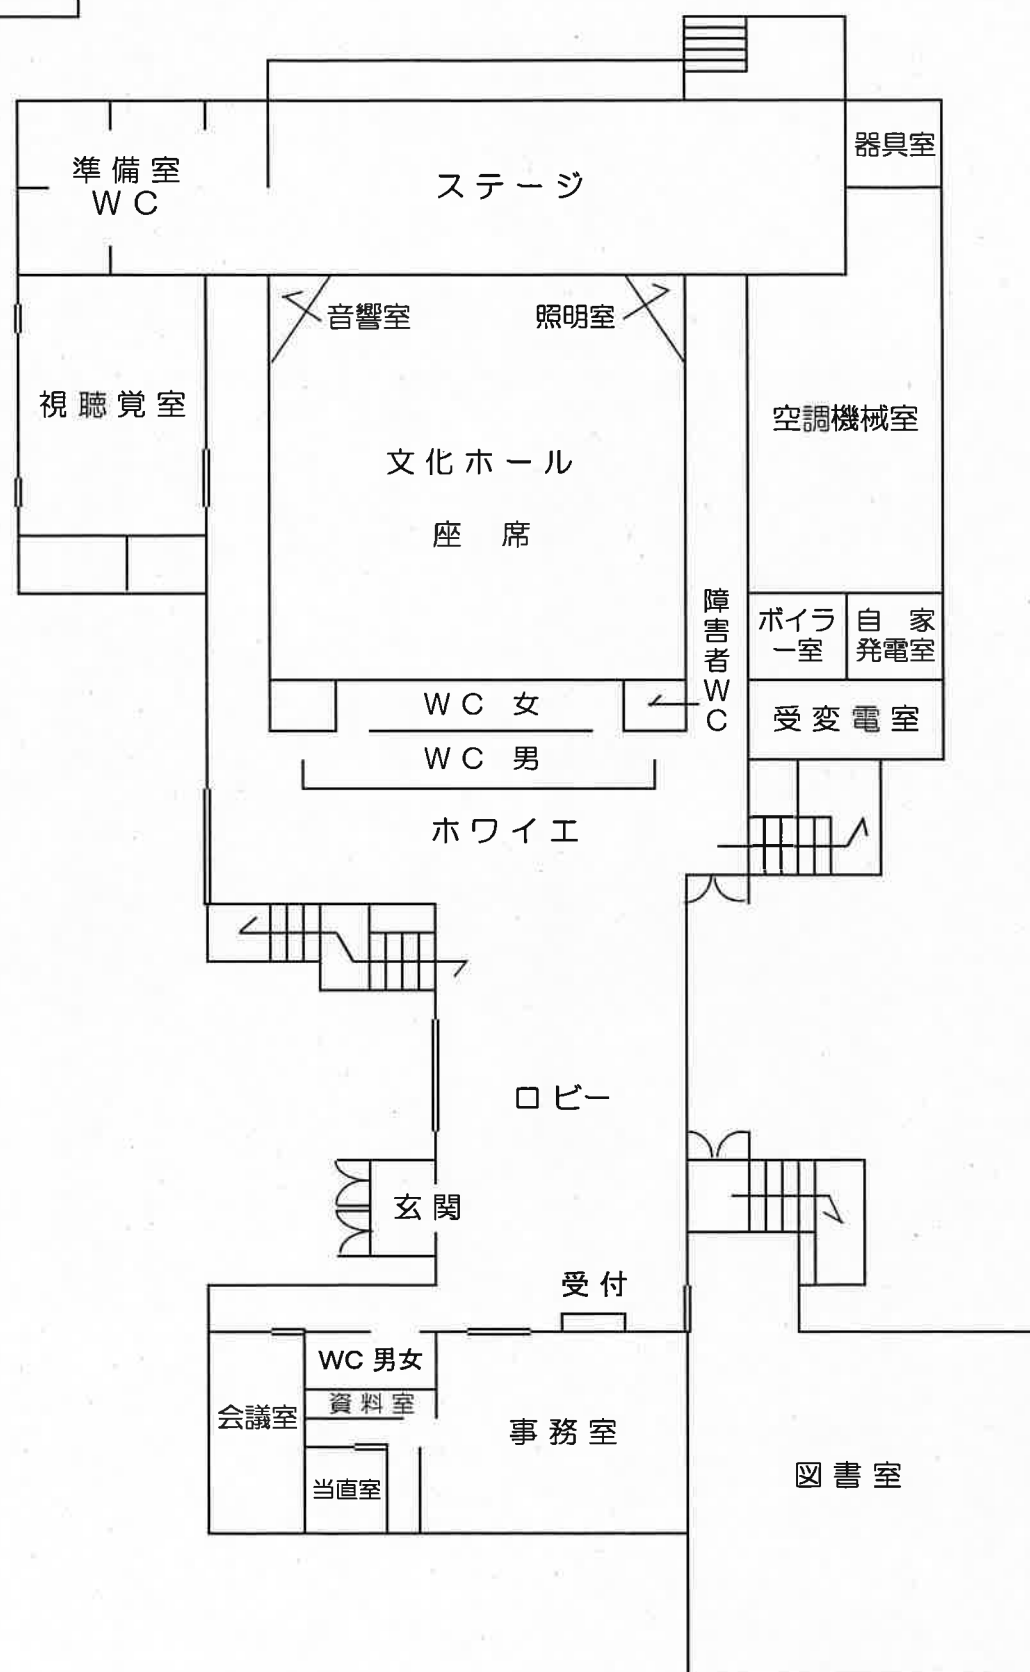 器具室
準備室
WC
ステージ
音響室
照明室
視聴覚室
空調機械室
文化ホール
座 席
障害者WC
ボイラ
ー室
自 家
発電室
WC 女
受変電室
WC 男
ホワイエ
ロビー
玄関
受付
WC 男女
資料室
会議室
事務室
当直室
図書室